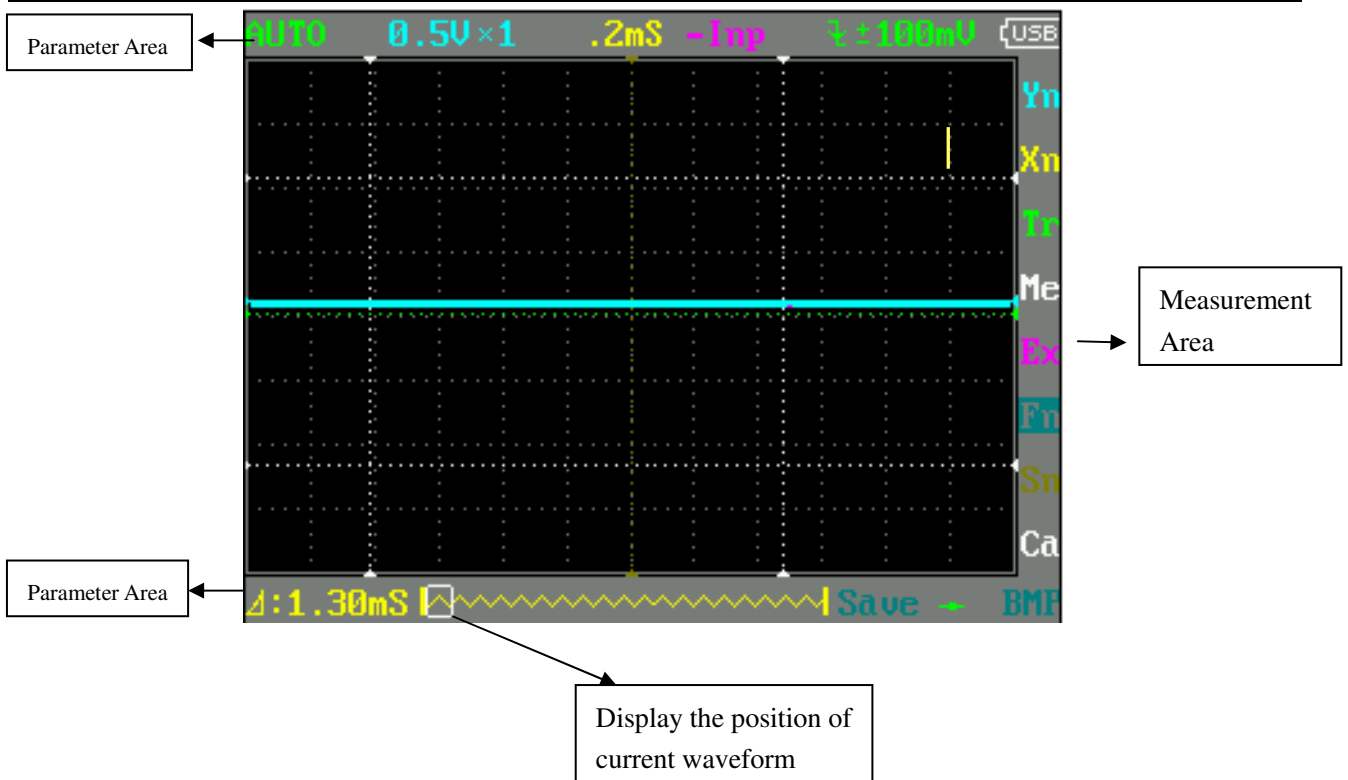 Parameter Area
AUTO 0.5V×1 .2mS -Inp ±100mV USB
Yn
Xn
Tr
Me
Ex
Fn
Sn
Ca
Measurement
Area
Parameter Area
⊿:1.30mS Save BMP
Display the position of
current waveform